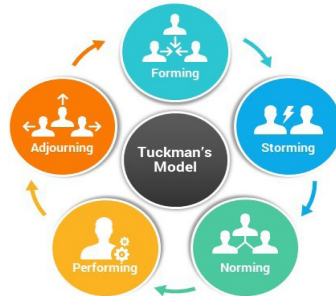 Forming
Storming
Norming
Performing
Adjourning
Tuckman's
Model